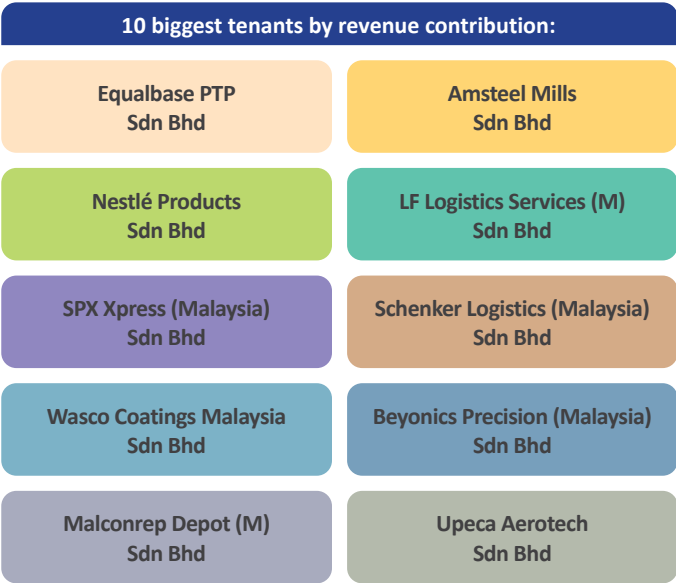 10 biggest tenants by revenue contribution:
Equalbase PTP
Sdn Bhd
Amsteel Mills
Sdn Bhd
Nestlé Products
Sdn Bhd
LF Logistics Services (M)
Sdn Bhd
SPX Xpress (Malaysia)
Sdn Bhd
Schenker Logistics (Malaysia)
Sdn Bhd
Wasco Coatings Malaysia
Sdn Bhd
Beyonics Precision (Malaysia)
Sdn Bhd
Malconrep Depot (M)
Sdn Bhd
Upeca Aerotech
Sdn Bhd